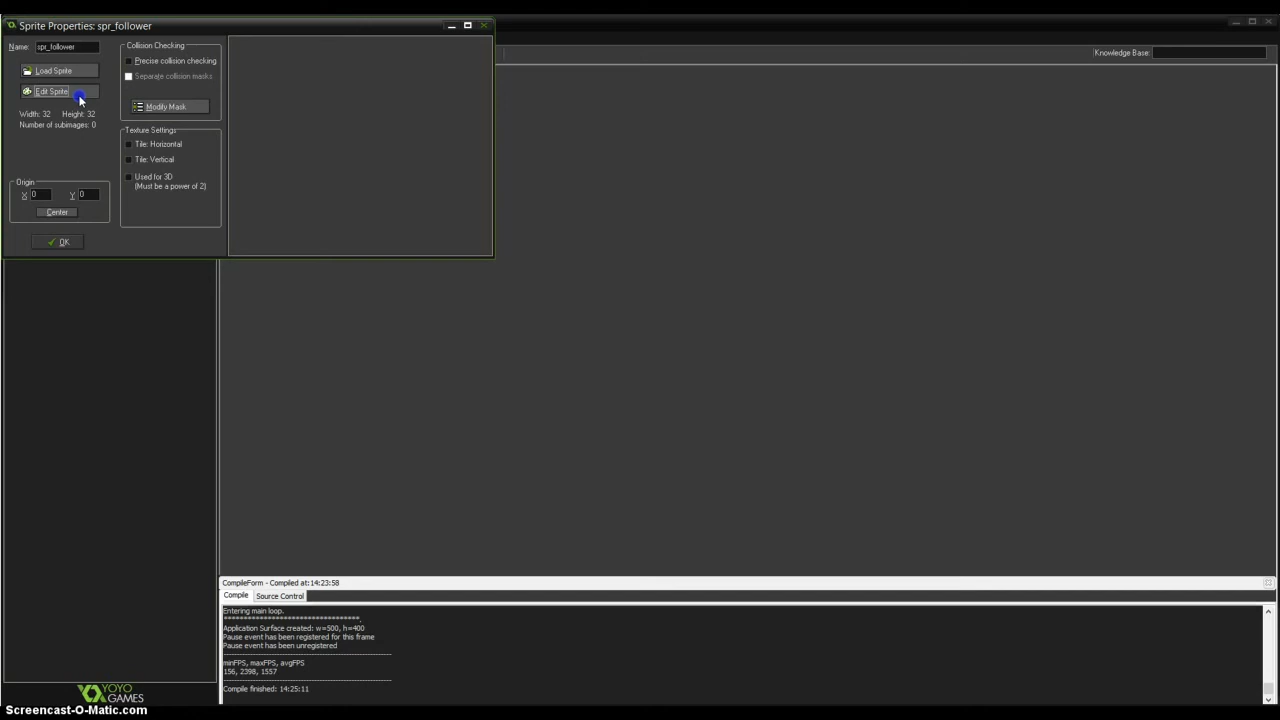 Sprite Properties: spr_follower
Name: spr_follower
Load Sprite
Edit Sprite
Width: 32 Height: 32
Number of subimages: 0
Origin
X 0 Y 0
Center
OK
Collision Checking
Precise collision checking
Separate collision masks
Modify Mask
Texture Settings
Tile: Horizontal
Tile: Vertical
Used for 3D
(Must be a power of 2)
Knowledge Base:
CompileForm - Compiled at:14:23:58
Compile Source Control
Entering main loop.
***********************************.
Application Surface created: w=500, h=400
Pause event has been registered for this frame
Pause event has been unregistered
minFPS, maxFPS, avgFPS
156, 2398, 1557
Compile finished: 14:25:11
YOYO
GAMES
Screencast-O-Matic.com